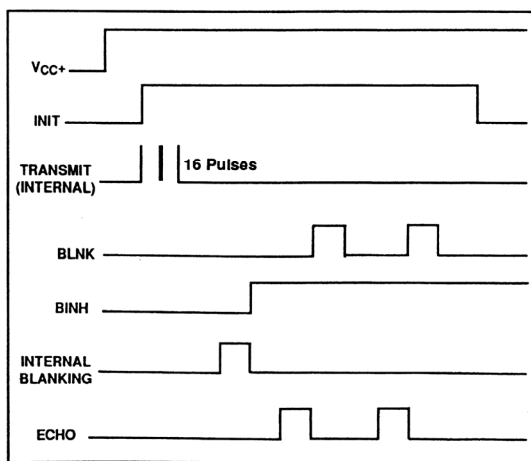 VCC+
INIT
TRANSMIT
(INTERNAL)
16 Pulses
BLNK
BINH
INTERNAL
BLANKING
ECHO